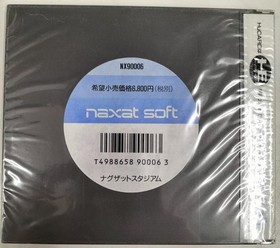 NX90006
希望小売価格6,800円(税別)
naxat soft
T4988658 90006 3
ナグザットスタジアム
HuCARD